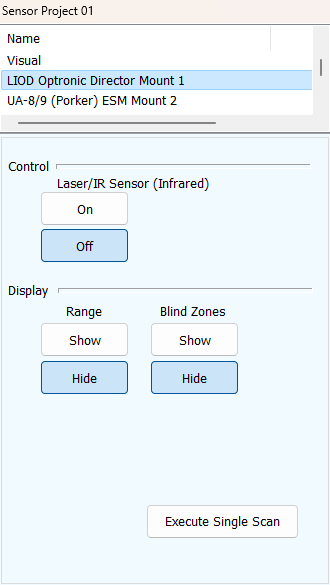 Sensor Project 01
Name
Visual
LIOD Optronic Director Mount 1
UA-8/9 (Porker) ESM Mount 2
Control
Laser/IR Sensor (Infrared)
On
Off
Display
Range Blind Zones
Show Show
Hide Hide
Execute Single Scan